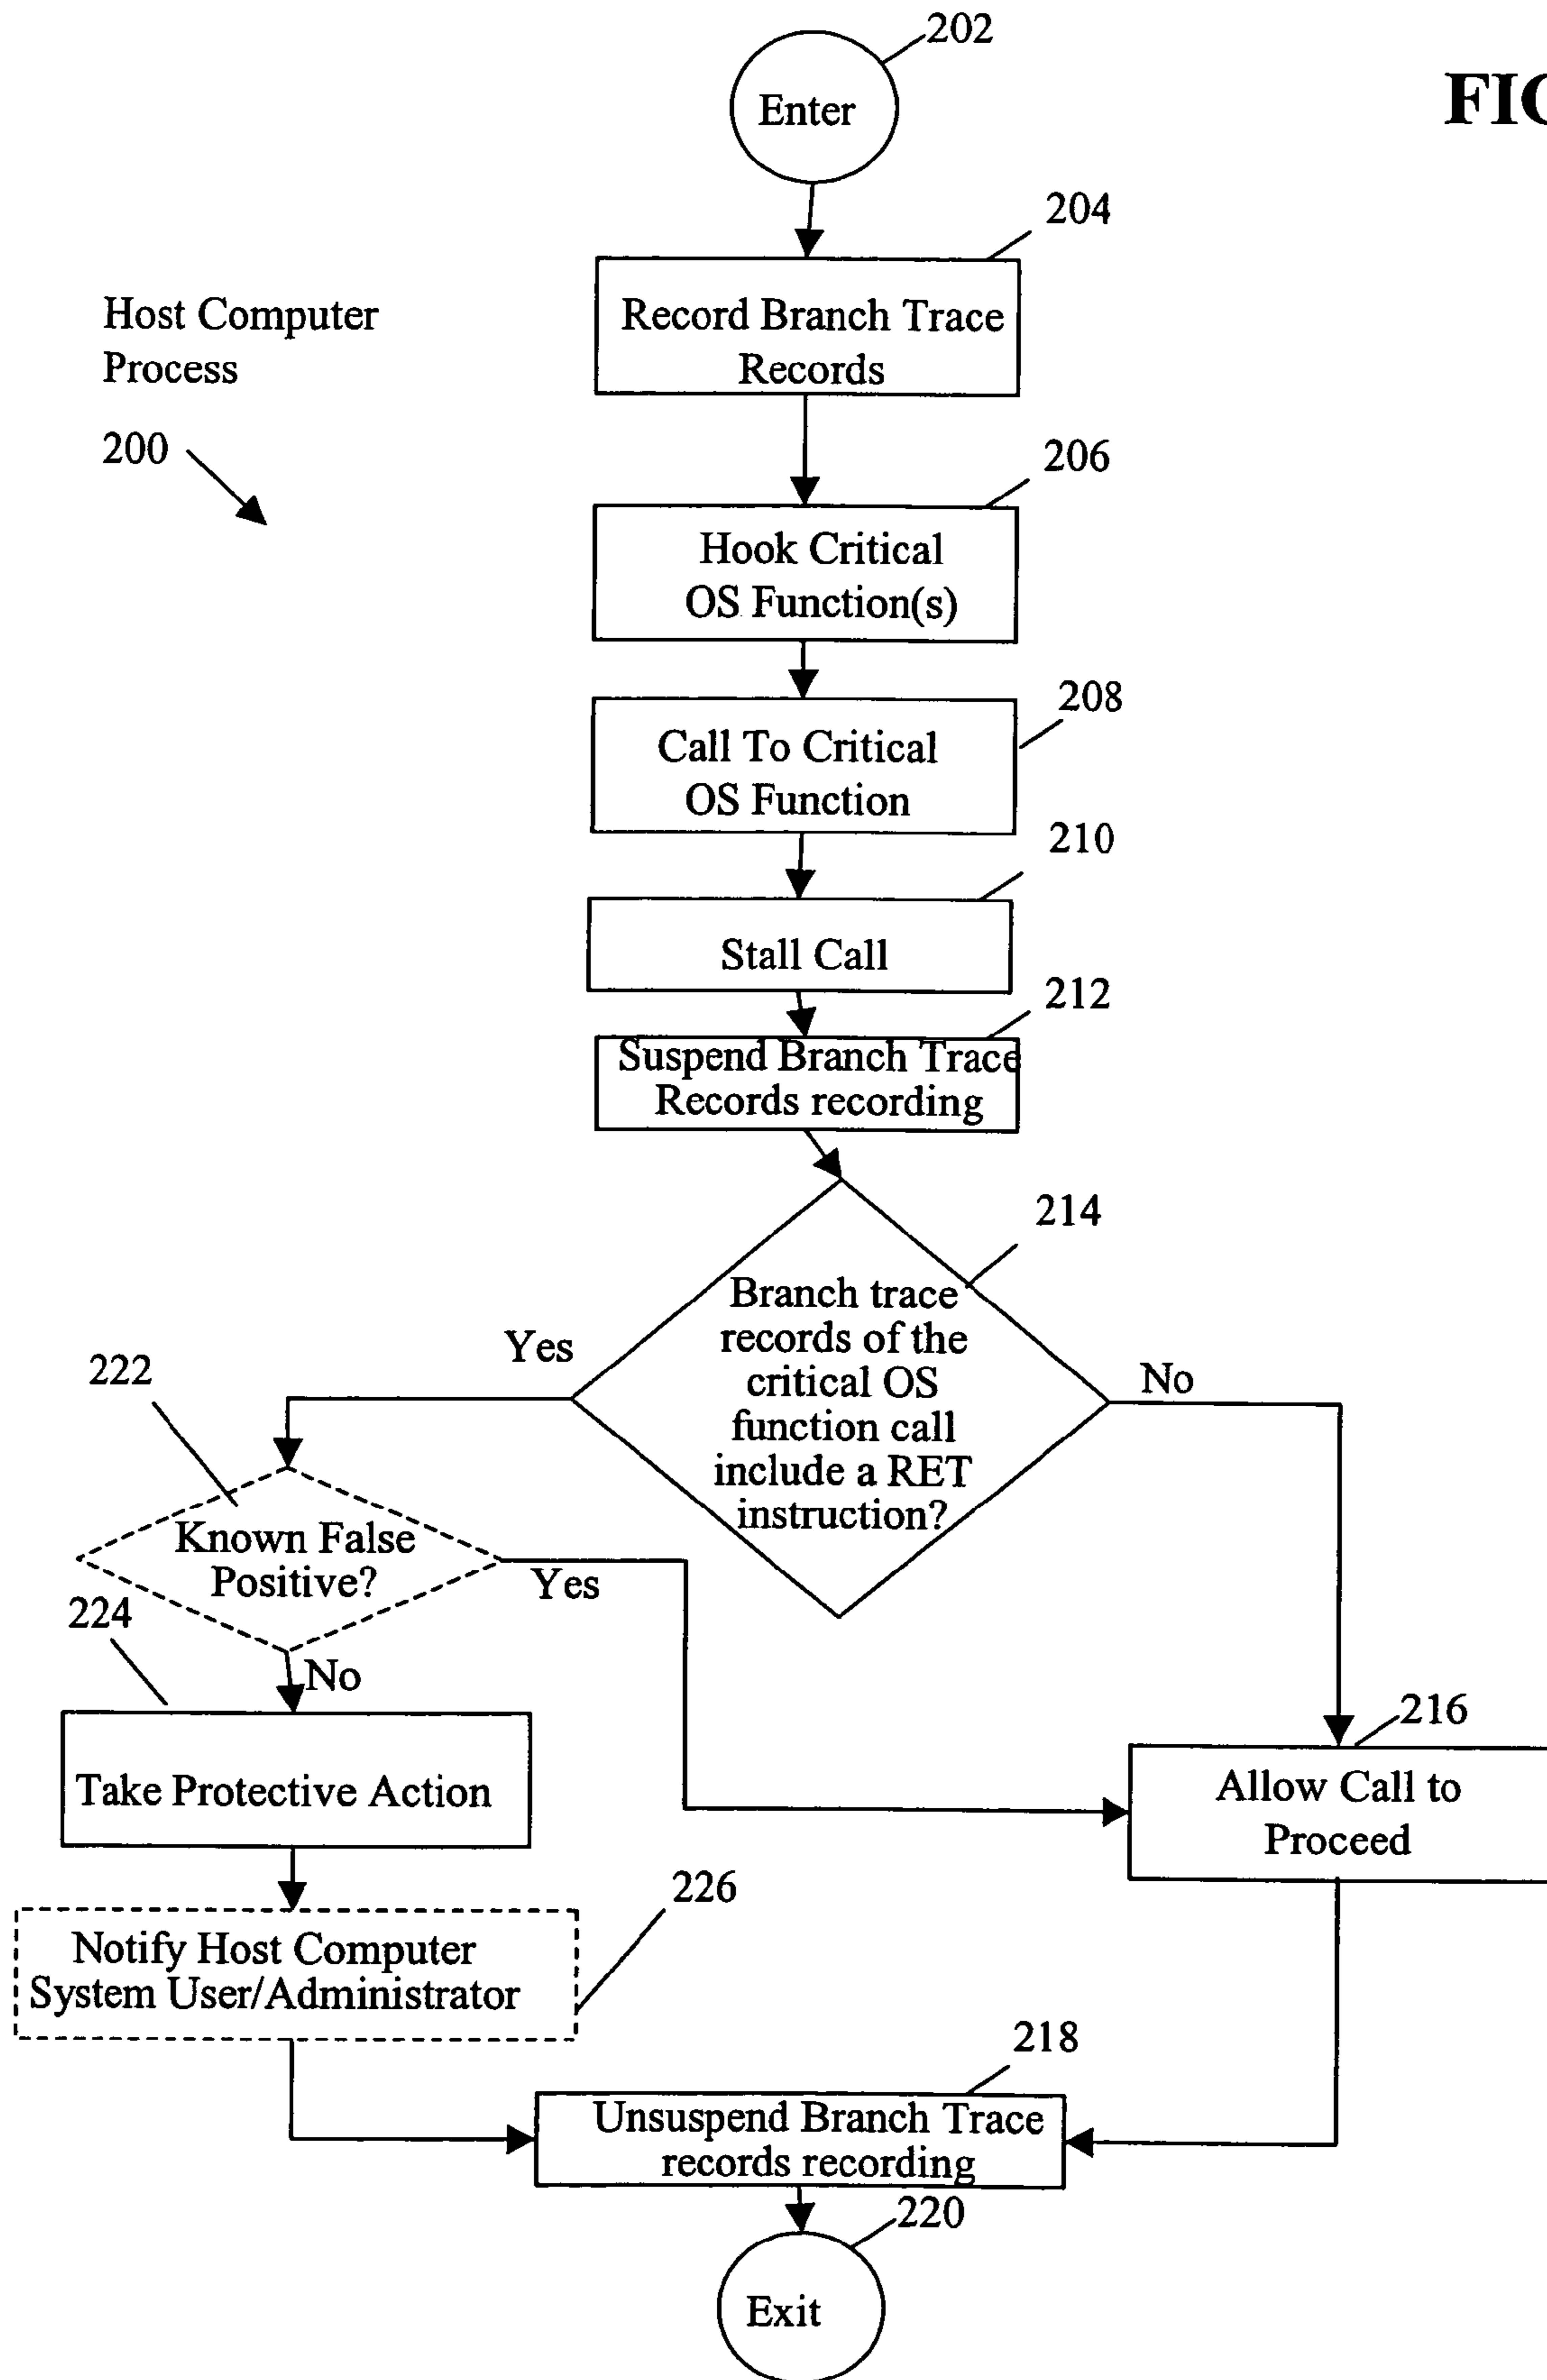 202
Enter
FIG
204
Host Computer
Process
200
Record Branch Trace
Records
206
Hook Critical
OS Function(s)
208
Call To Critical
OS Function
210
Stall Call
212
Suspend Branch Trace
Records recording
214
Branch trace
records of the
critical OS
function call
include a RET
instruction?
Yes
No
222
Known False
Positive?
Yes
No
224
Take Protective Action
216
Allow Call to
Proceed
226
Notify Host Computer
System User/Administrator
218
Unsuspend Branch Trace
records recording
220
Exit